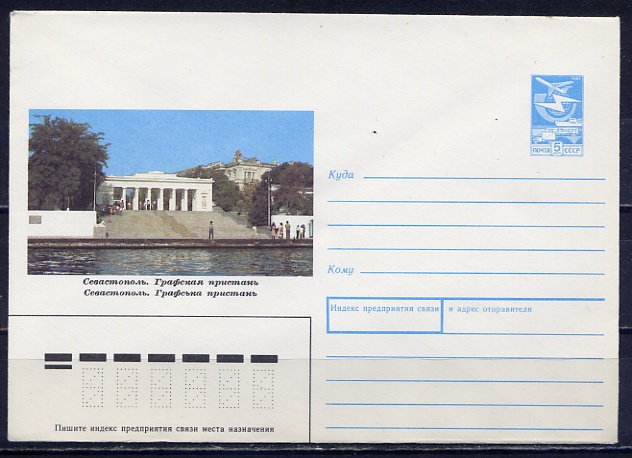 ПОЧТА 5 СССР
Куда
Кому
Севастополь. Графская пристань
Севастополь. Графська пристань
Индекс предприятия связи и адрес отправителя
Пишите индекс предприятия связи места назначения